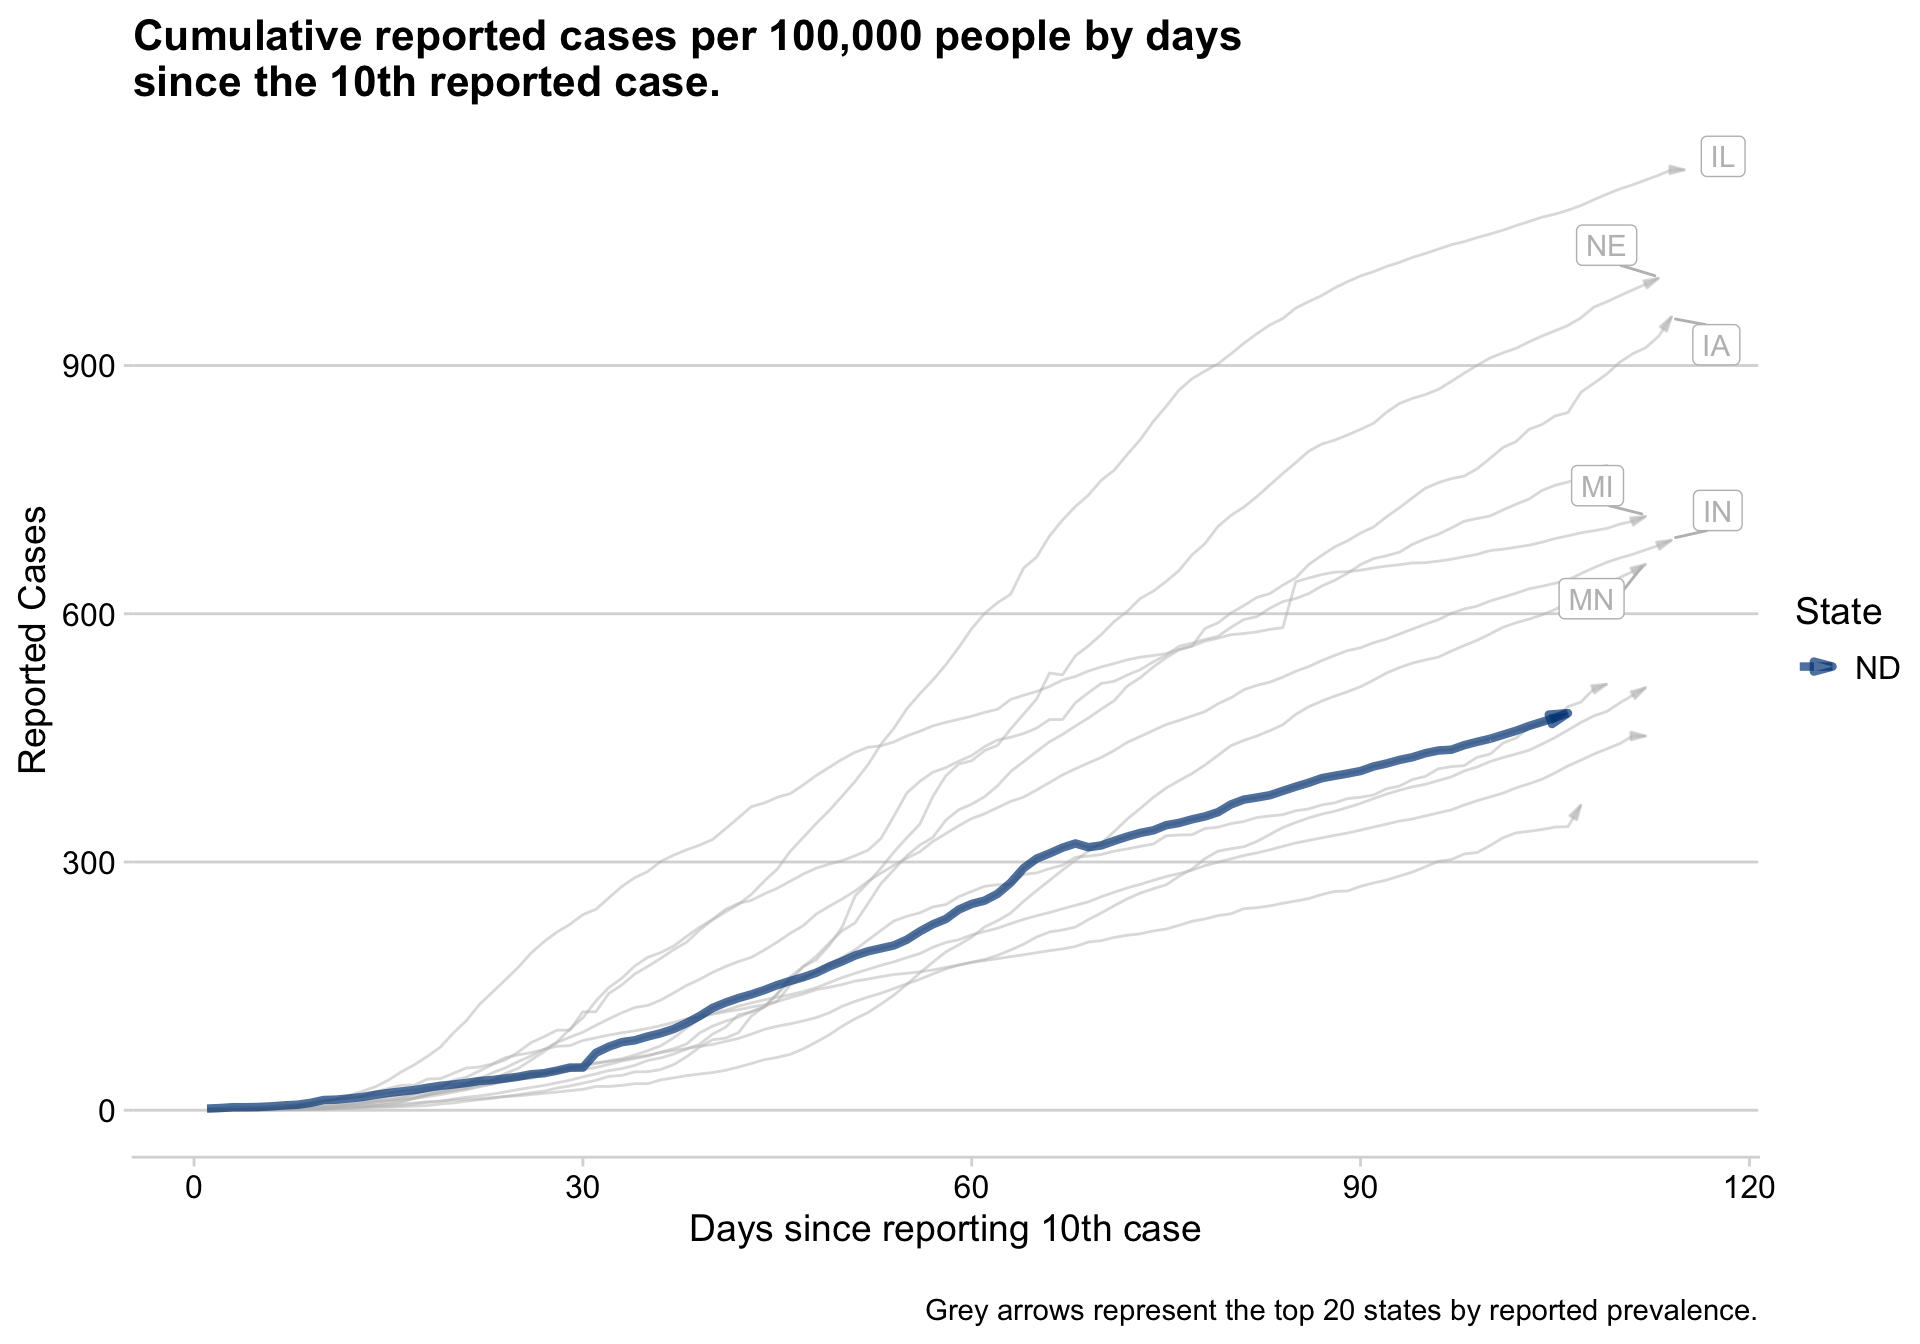 Cumulative reported cases per 100,000 people by days
since the 10th reported case.
IL
NE
IA
MI
IN
MN
900
600
300
0
Reported Cases
0 30 60 90 120
Days since reporting 10th case
State
ND
Grey arrows represent the top 20 states by reported prevalence.